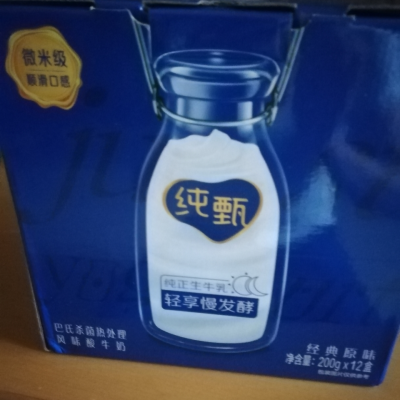 微米级
顺滑口感
纯甄
纯正生牛乳
轻享慢发酵
巴氏杀菌热处理
风味酸牛奶
经典原味
净含量：200g×12盒